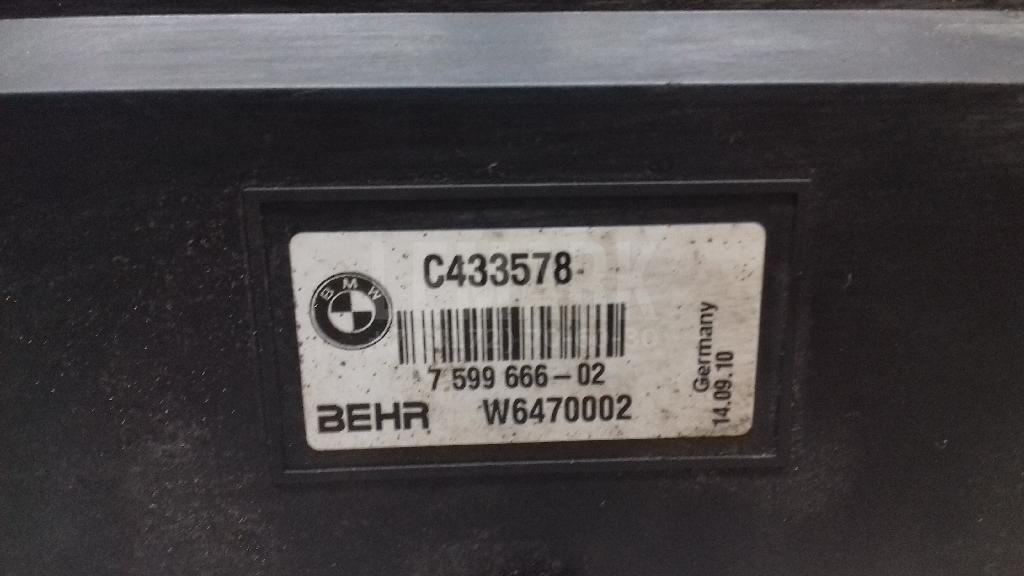 C433578
BMW
7 599 666-02
BEHR W6470002
Germany
14.09.10